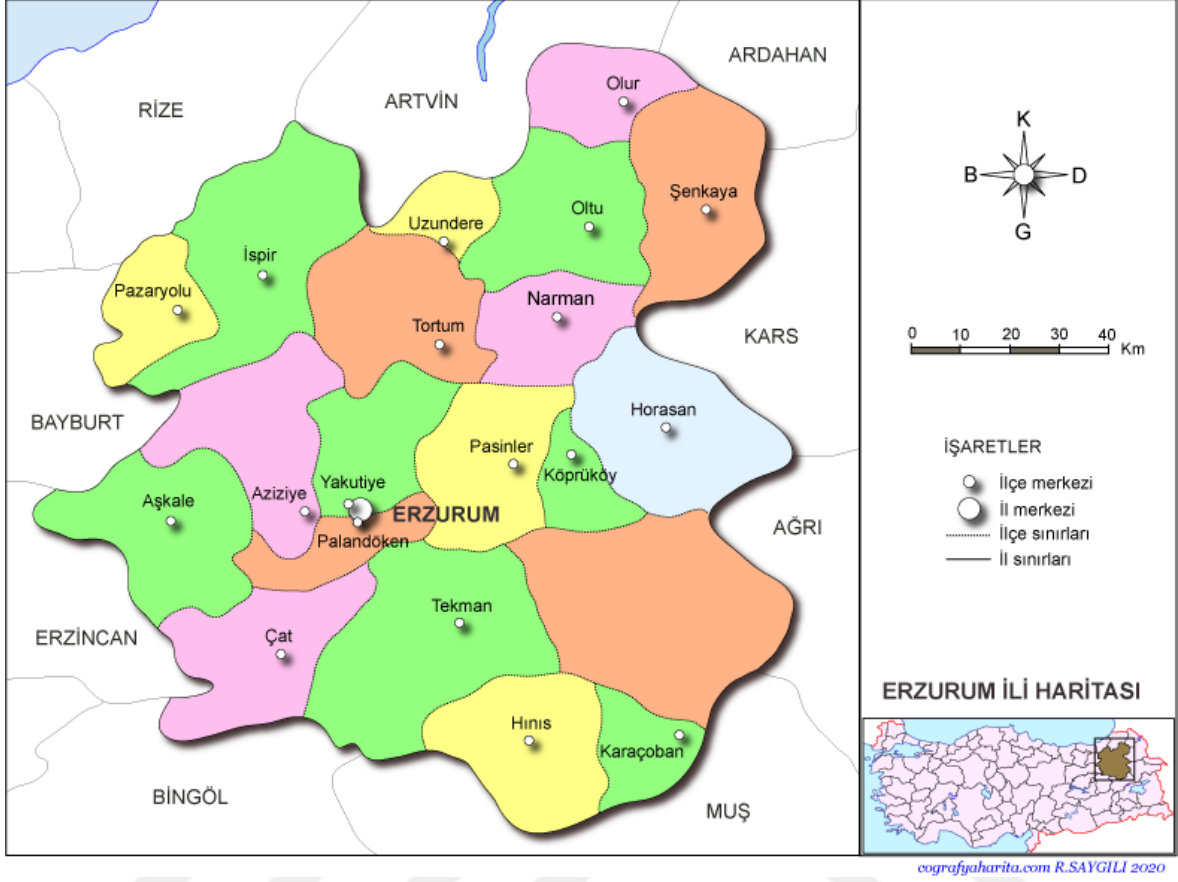 ARDAHAN
Olur
RİZE
ARTVİN
K
B
D
G
Şenkaya
Oltu
Uzundere
İspir
Pazaryolu
Narman
Tortum
KARS
0 10 20 30 40
Km
BAYBURT
Horasan
Pasinler
Köprüköy
İŞARETLER
İlçe merkezi
İl merkezi
İlçe sınırları
İl sınırları
Aşkale
Aziziye
Yakutiye
ERZURUM
Palandöken
AĞRI
Tekman
ERZİNCAN
Çat
ERZURUM İLİ HARİTASI
Hınıs
Karaçoban
BİNGÖL
MUŞ
cografyaharita.com R.SAYGILI 2020